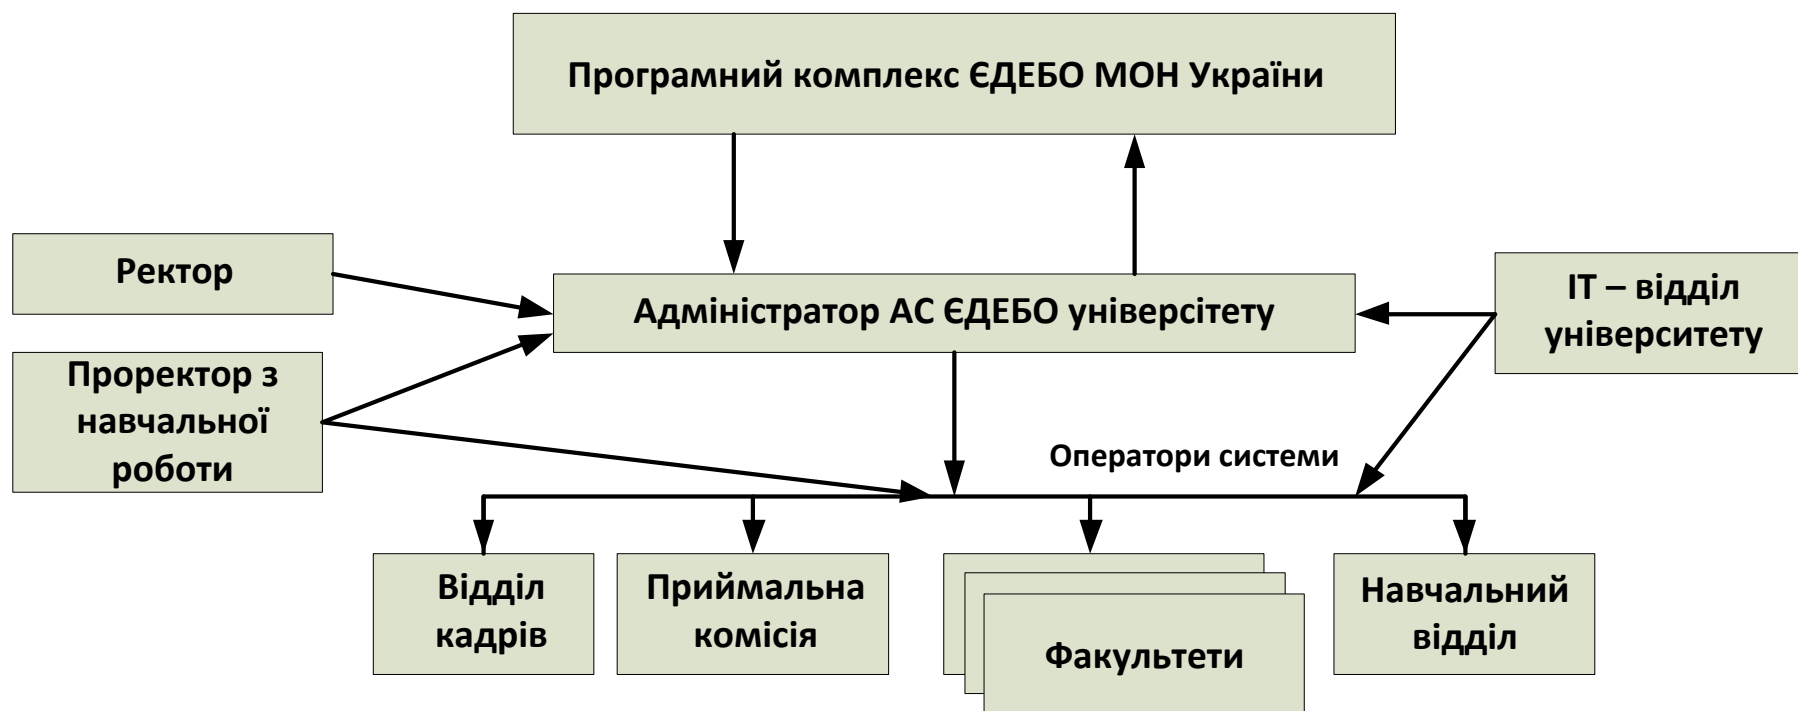 Програмний комплекс ЄДЕБО МОН України
Ректор
Адміністратор АС ЄДЕБО універсітету
ІТ – відділ
університету
Проректор з
навчальної
роботи
Оператори системи
Відділ
кадрів
Приймальна
комісія
Факультети
Навчальний
відділ